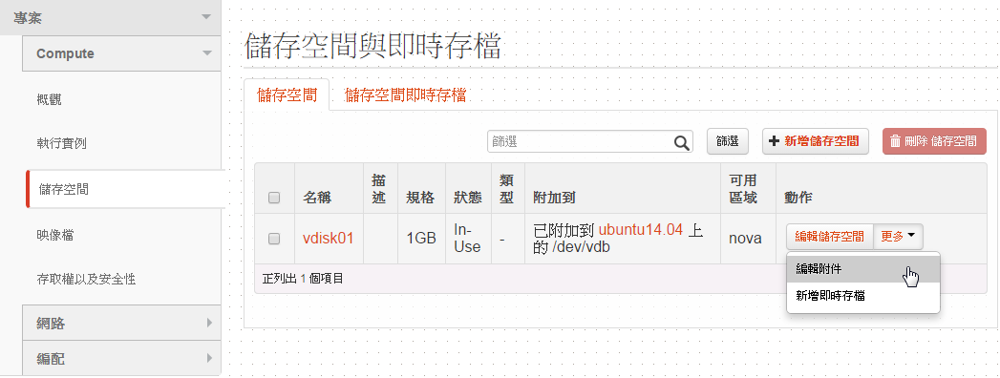 專案
Compute
概觀
執行實例
儲存空間
映像檔
存取權以及安全性
網路
編配
儲存空間與即時存檔
儲存空間 儲存空間即時存檔
篩選 篩選 新增儲存空間 刪除 儲存空間
名稱 描述 規格 狀態 類型 附加到 可用區域 動作
vdisk01 1GB In-Use - 已附加到 ubuntu14.04 上的 /dev/vdb nova 編輯儲存空間 更多
正列出 1 個項目
編輯附件
新增即時存檔